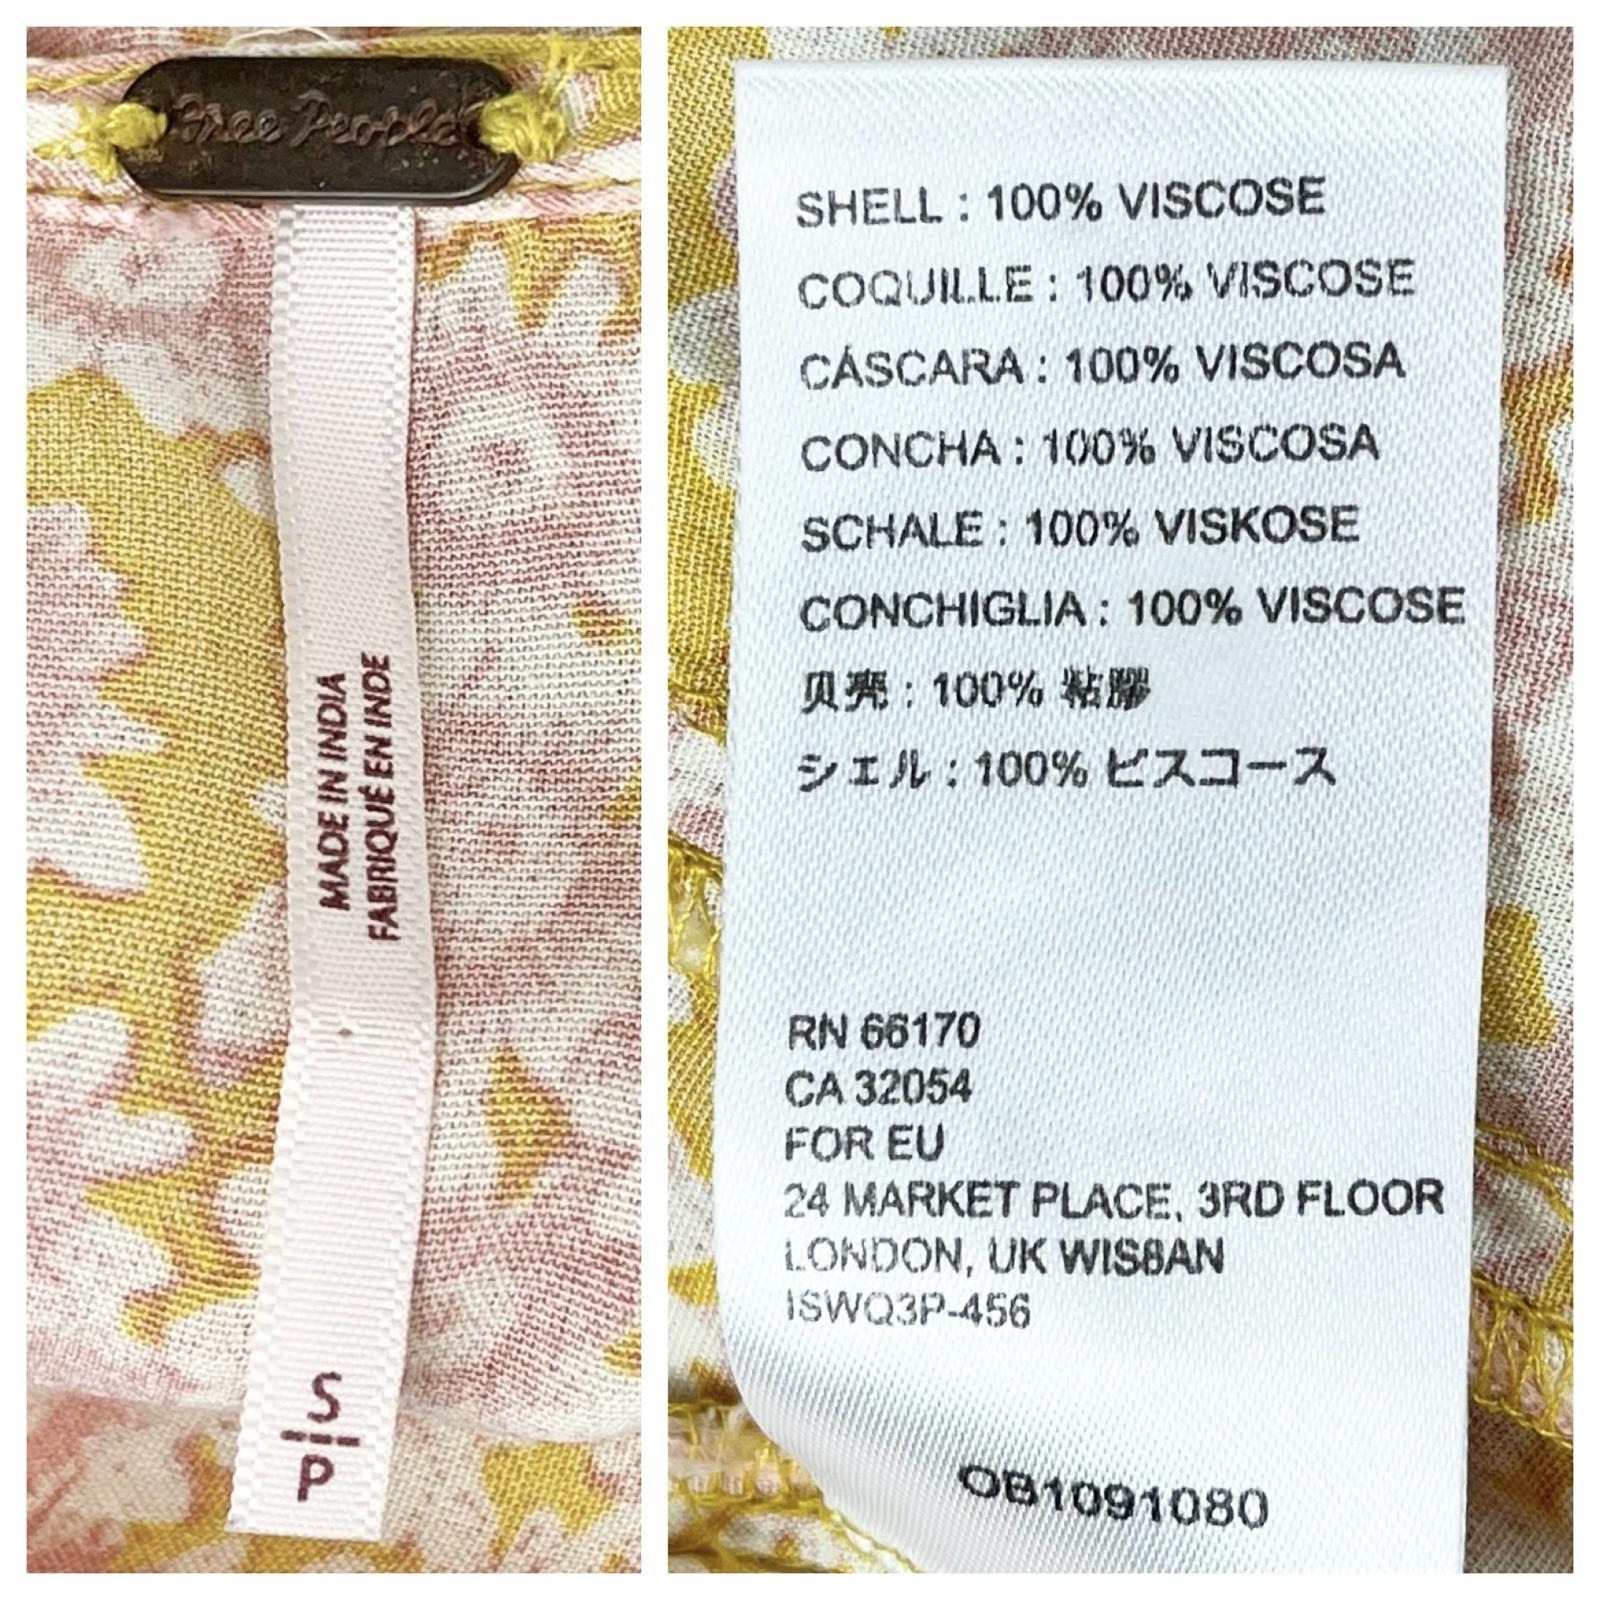 Free People
MADE IN INDIA
FABRIQUÉ EN INDE
P|S
SHELL : 100% VISCOSE
COQUILLE : 100% VISCOSE
CÁSCARA : 100% VISCOSA
CONCHA : 100% VISCOSA
SCHALE : 100% VISKOSE
CONCHIGLIA : 100% VISCOSE
贝壳 : 100% 粘膠
シェル : 100% ビスコース
RN 66170
CA 32054
FOR EU
24 MARKET PLACE, 3RD FLOOR
LONDON, UK WIS8AN
ISWQ3P-456
OB1091080